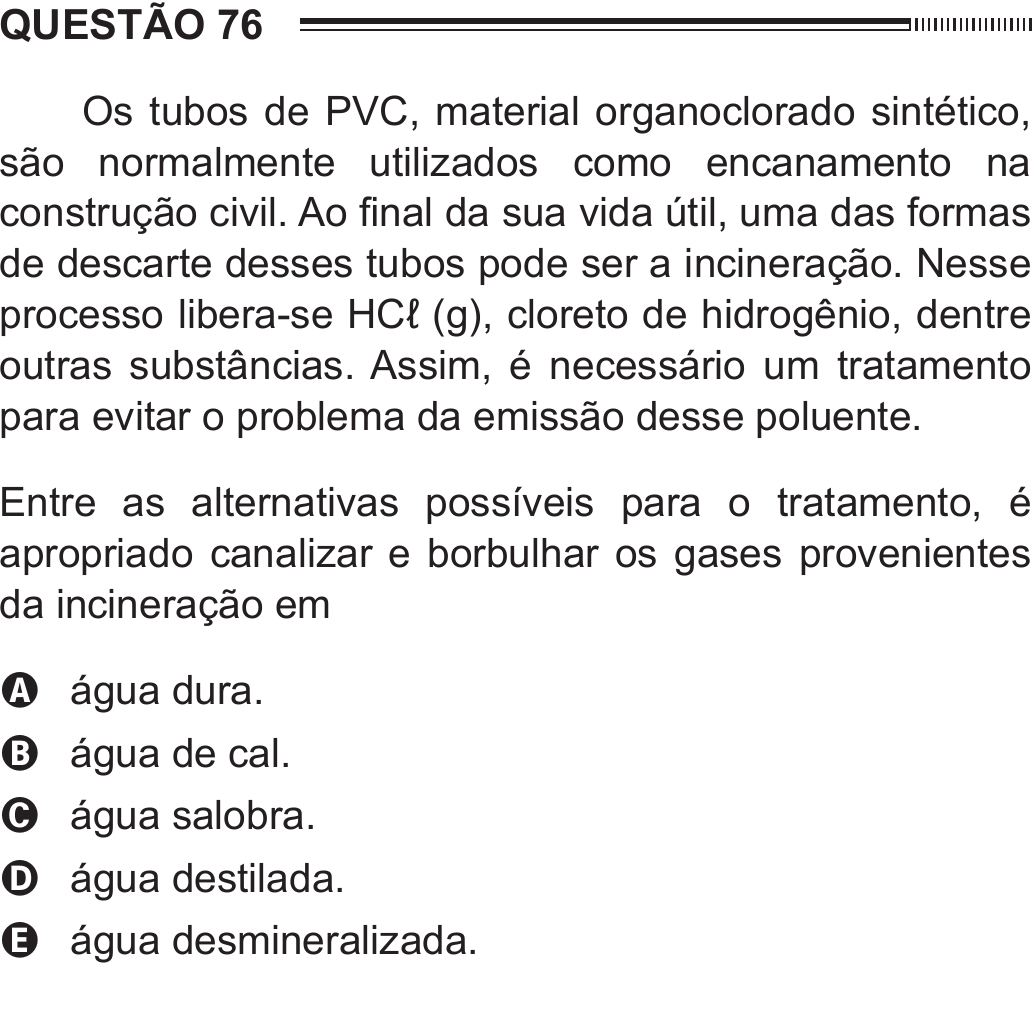 QUESTÃO 76
Os tubos de PVC, material organoclorado sintético,
são normalmente utilizados como encanamento na
construção civil. Ao final da sua vida útil, uma das formas
de descarte desses tubos pode ser a incineração. Nesse
processo libera-se HCℓ (g), cloreto de hidrogênio, dentre
outras substâncias. Assim, é necessário um tratamento
para evitar o problema da emissão desse poluente.
Entre as alternativas possíveis para o tratamento, é
apropriado canalizar e borbulhar os gases provenientes
da incineração em
A água dura.
B água de cal.
C água salobra.
D água destilada.
E água desmineralizada.